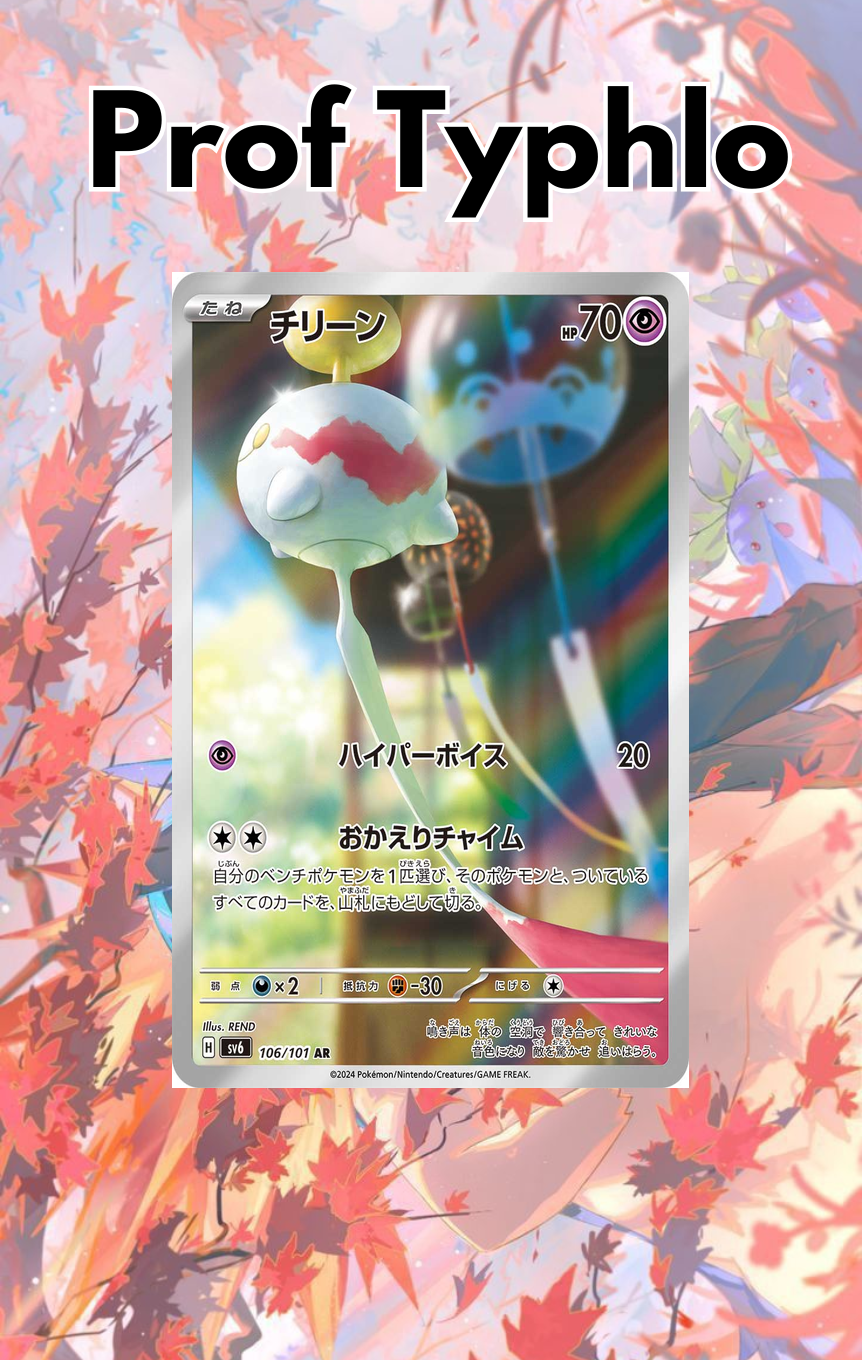 Prof Typhlo
たね
チリーン
HP70
ハイパーボイス 20
おかえりチャイム
自分のベンチポケモンを1匹選び、そのポケモンと、ついている
すべてのカードを、山札にもどして切る。
弱点 ×2 抵抗力 -30 にげる
Illus. REND
鳴き声は 体の 空洞で 響き合って きれいな
音色になり 敵を驚かせ 追いはらう。
H sv6 106/101 AR
©2024 Pokémon/Nintendo/Creatures/GAME FREAK.